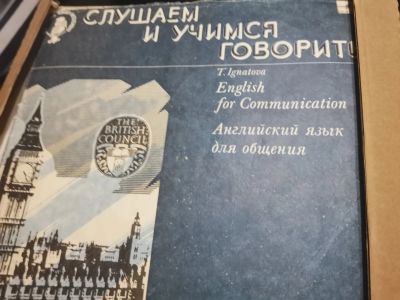 СЛУШАЕМ
И УЧИМСЯ
ГОВОРИТЬ
T. Ignatova
English
for Communication
THE
BRITISH
COUNCIL
Английский язык
для общения